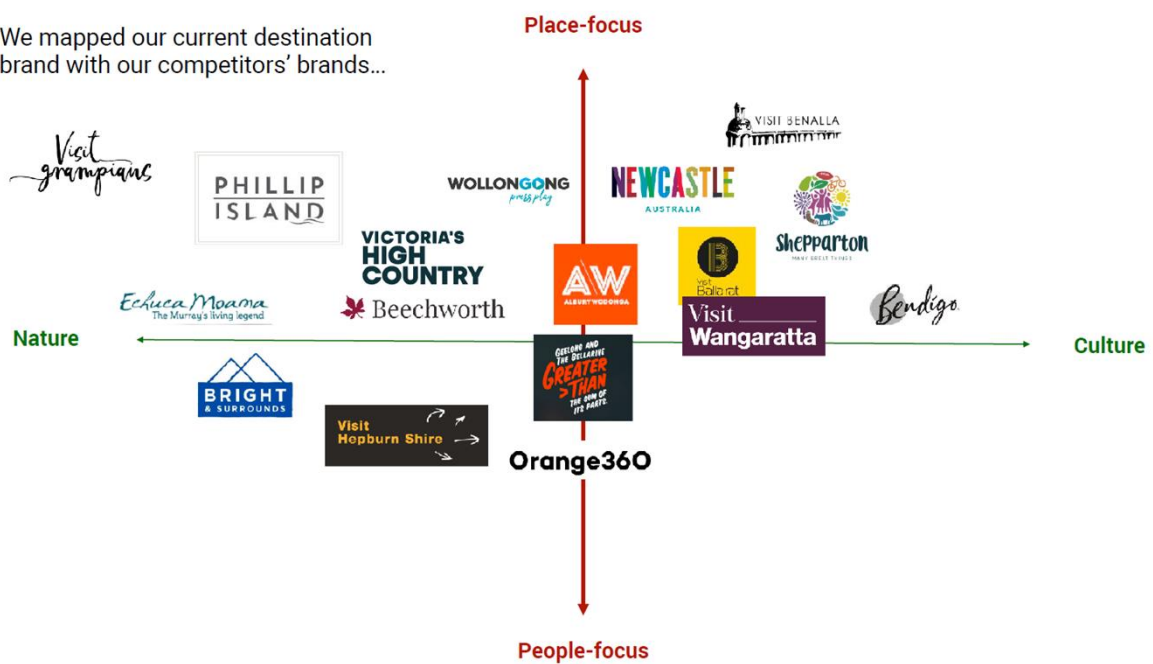 We mapped our current destination
brand with our competitors’ brands...
Place-focus
VISIT BENALLA
Visit
grampians
PHILLIP
ISLAND
WOLLONGONG
press play
NEWCASTLE
AUSTRALIA
Shepparton
MANY GREAT THINGS
VICTORIA'S
HIGH
COUNTRY
Beechworth
AW
ALBURYWODONGA
B
Visit
Ballarat
Visit
Wangaratta
Bendigo
Echuca Moama
The Murray's living legend
Nature
Culture
BRIGHT
& SURROUNDS
GEELONG AND
THE BELLARINE
GREATER
>THAN
THE SUM OF
ITS PARTS.
Visit
Hepburn Shire
Orange360
People-focus